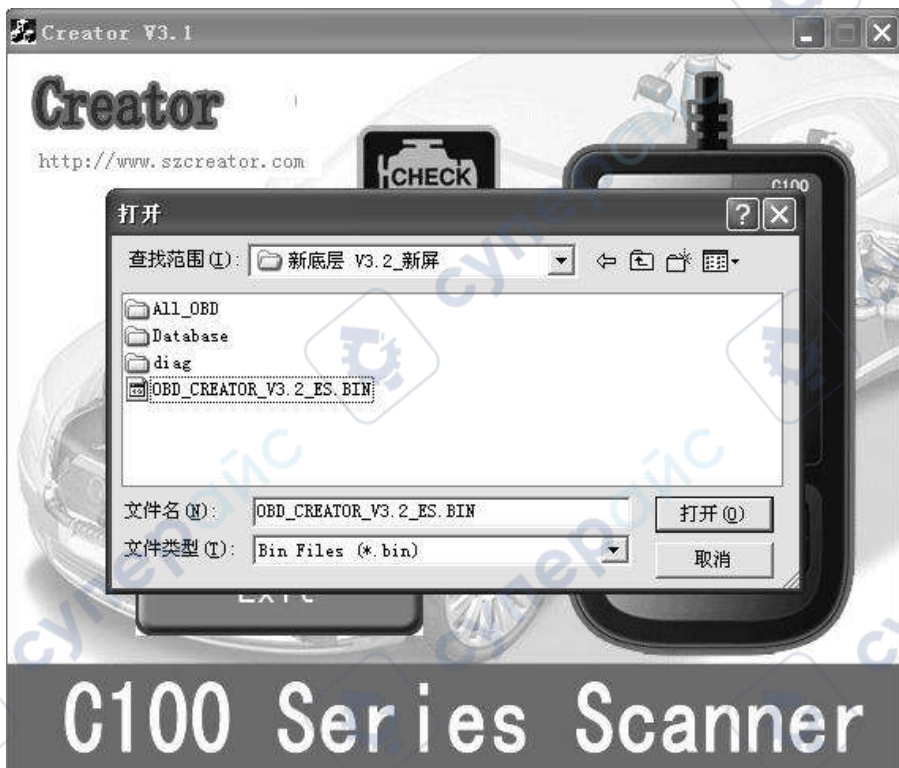 Creator V3.1
Creator
http://www.szcreator.com
CHECK
C100
打开
查找范围(I): 新底层 V3.2_新屏
All_OBD
Database
diag
OBD_CREATOR_V3.2_ES.BIN
文件名(N): OBD_CREATOR_V3.2_ES.BIN 打开(O)
文件类型(T): Bin Files (*.bin) 取消
Exit
C100 Series Scanner
суперайс